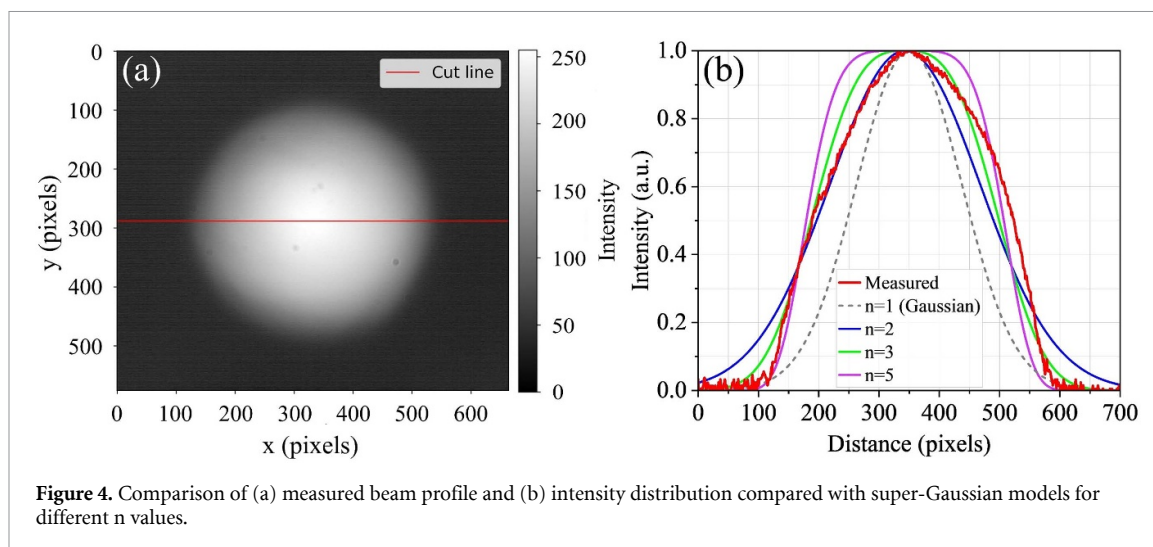 (a)
Cut line
0
100
200
300
400
500
y (pixels)
0 100 200 300 400 500 600
x (pixels)
250
200
150
100
50
0
Intensity
(b)
1.0
0.8
0.6
0.4
0.2
0.0
Intensity (a.u.)
Measured
n=1 (Gaussian)
n=2
n=3
n=5
0 100 200 300 400 500 600 700
Distance (pixels)
Figure 4. Comparison of (a) measured beam profile and (b) intensity distribution compared with super-Gaussian models for
different n values.